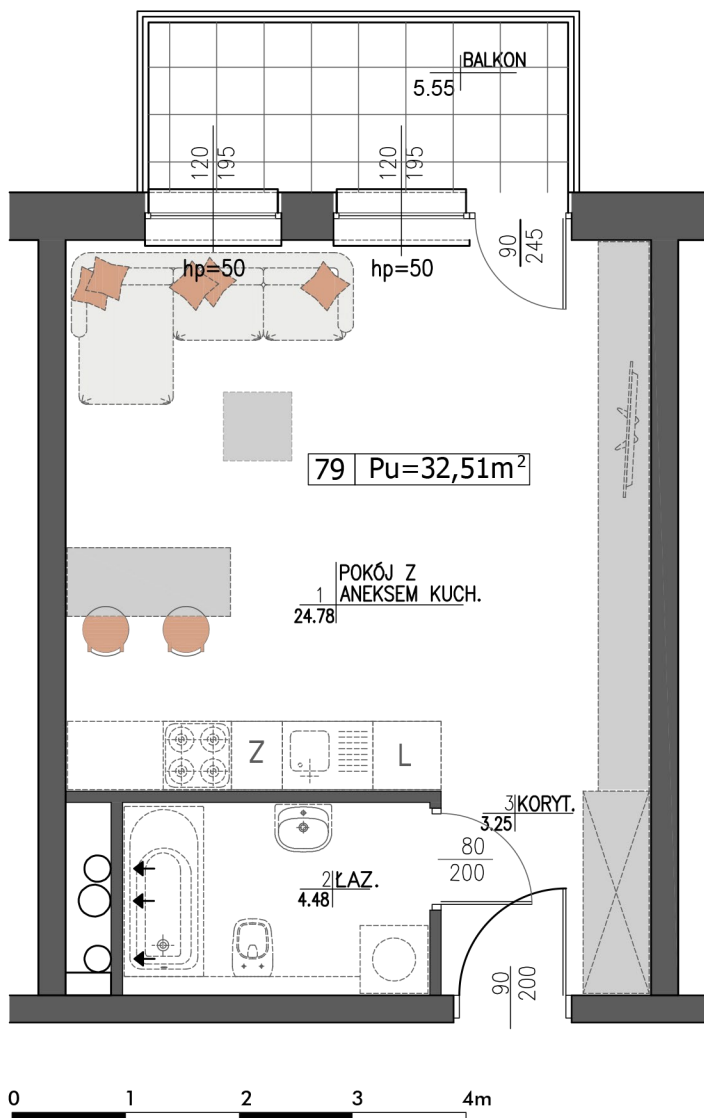 BALKON
5.55
120
195
120
195
90
245
hp=50
hp=50
79 Pu=32,51m²
POKÓJ Z
1 ANEKSEM KUCH.
24.78
Z
L
3 KORYT.
3.25
80
200
2 ŁAZ.
4.48
90
200
0 1 2 3 4m